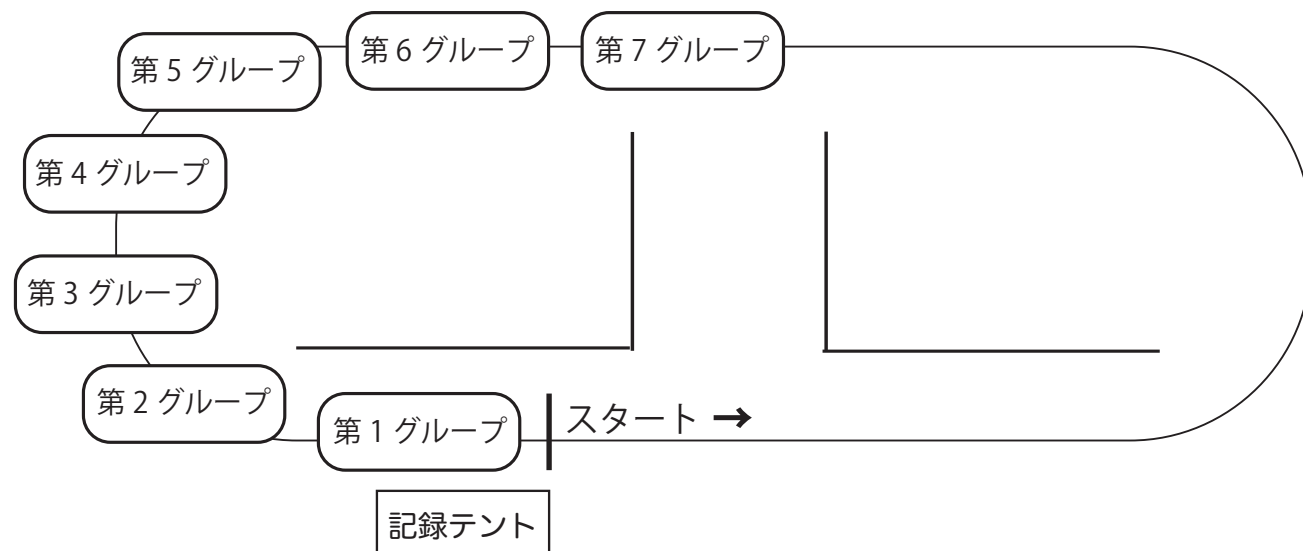 第 6 グループ
第 7 グループ
第 5 グループ
第 4 グループ
第 3 グループ
第 2 グループ
第 1 グループ
スタート ➔
記録テント